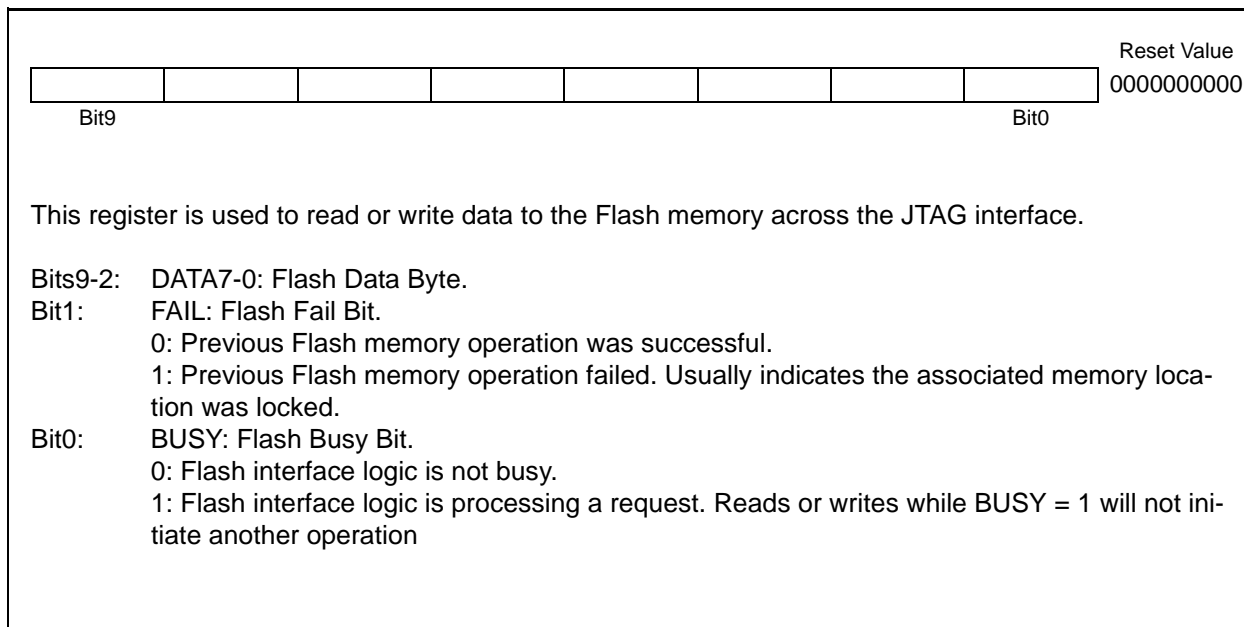 Reset Value
0000000000
Bit9 Bit0
This register is used to read or write data to the Flash memory across the JTAG interface.
Bits9-2: DATA7-0: Flash Data Byte.
Bit1: FAIL: Flash Fail Bit.
0: Previous Flash memory operation was successful.
1: Previous Flash memory operation failed. Usually indicates the associated memory loca-
tion was locked.
Bit0: BUSY: Flash Busy Bit.
0: Flash interface logic is not busy.
1: Flash interface logic is processing a request. Reads or writes while BUSY = 1 will not ini-
tiate another operation